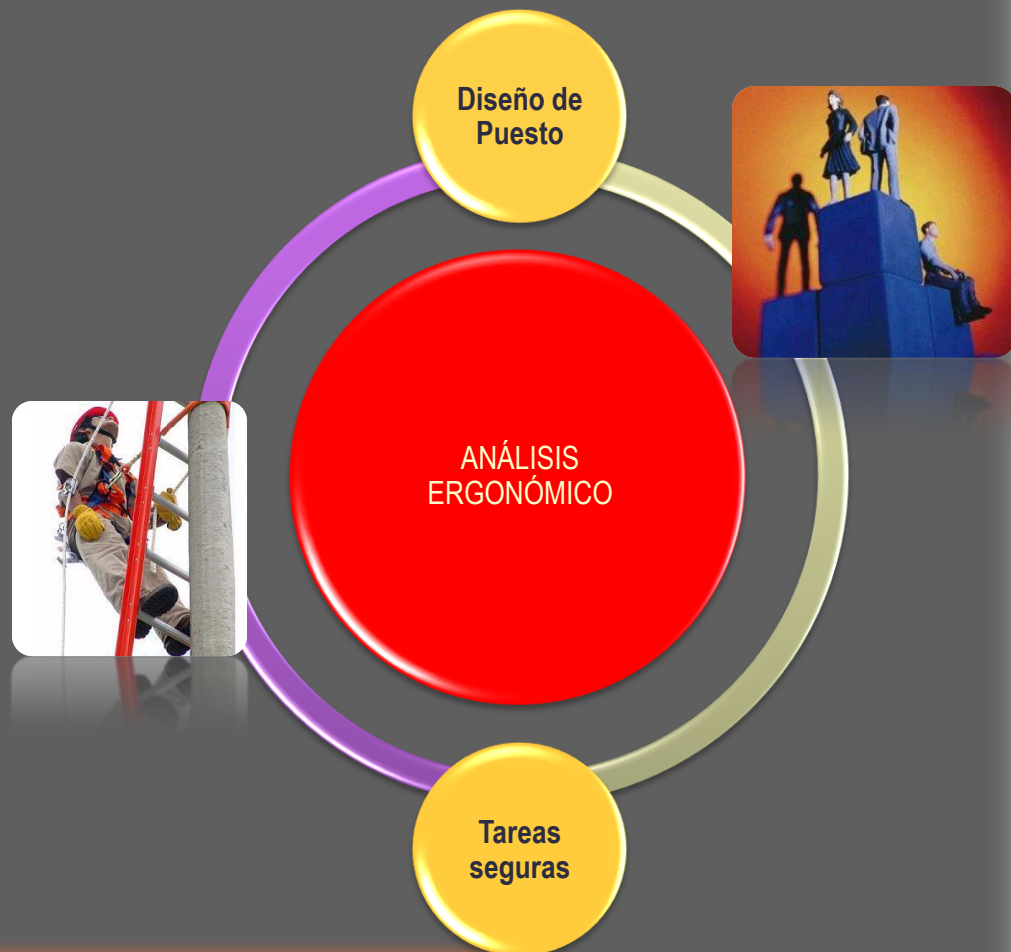 Diseño de
Puesto
ANÁLISIS
ERGONÓMICO
Tareas
seguras